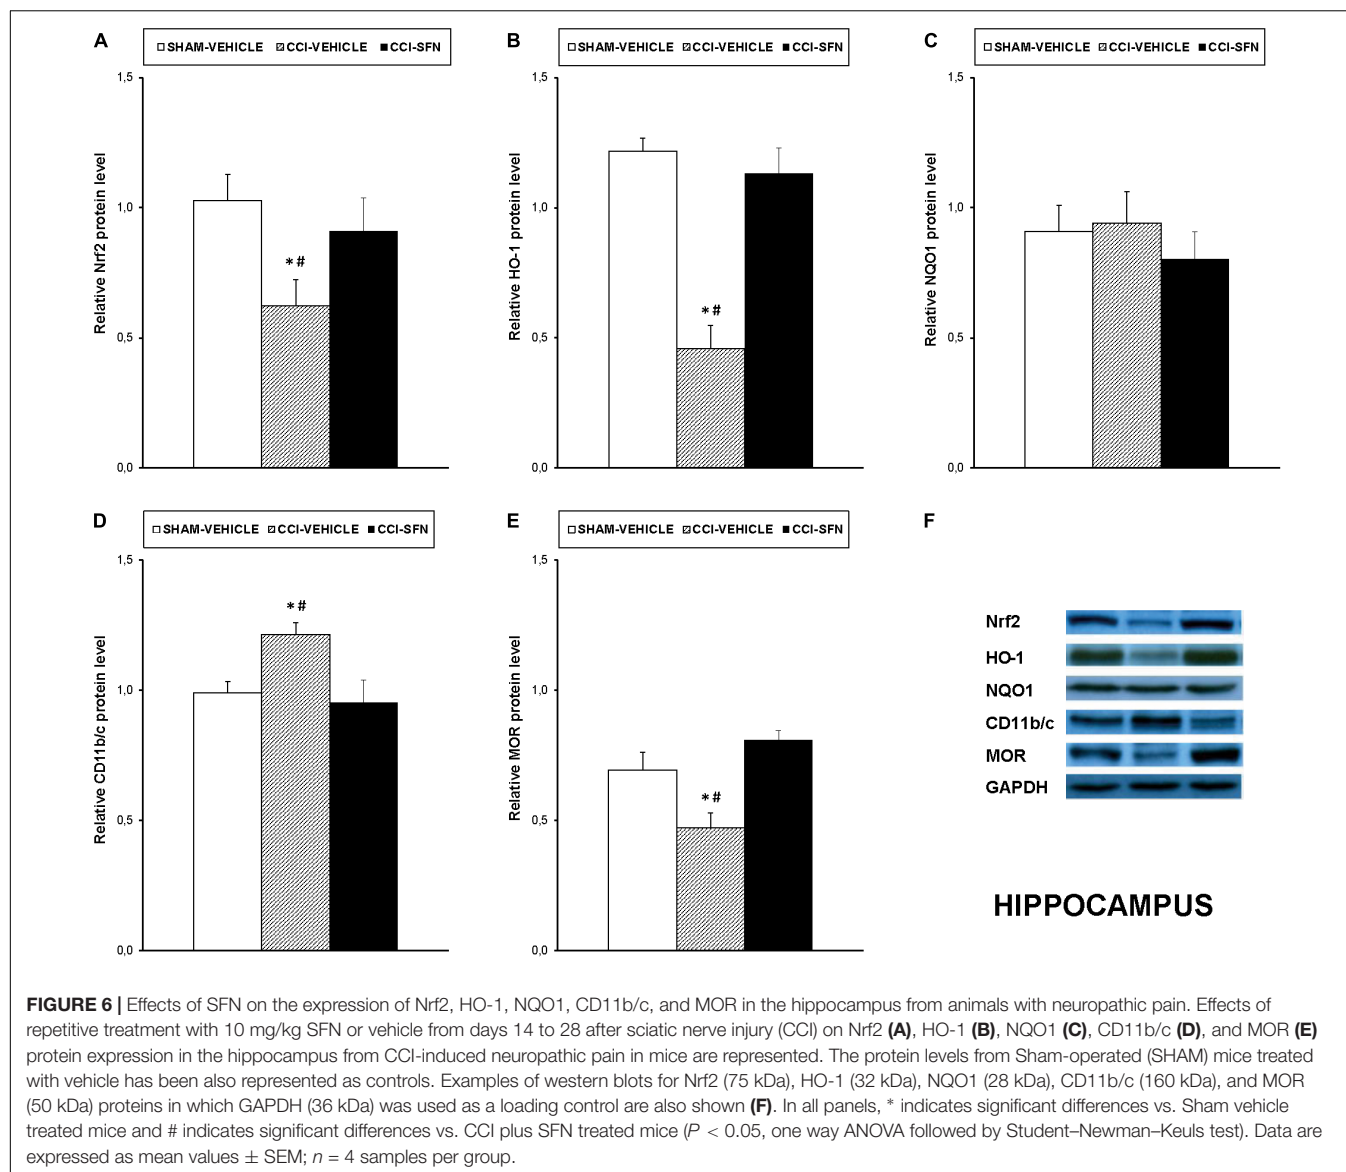 A
SHAM-VEHICLE CCI-VEHICLE CCI-SFN
1,5
1,0
0,5
0,0
Relative Nrf2 protein level
*#
B
SHAM-VEHICLE CCI-VEHICLE CCI-SFN
1,5
1,0
0,5
0,0
Relative HO-1 protein level
*#
C
SHAM-VEHICLE CCI-VEHICLE CCI-SFN
1,5
1,0
0,5
0,0
Relative NQO1 protein level
D
SHAM-VEHICLE CCI-VEHICLE CCI-SFN
1,5
1,0
0,5
0,0
Relative CD11b/c protein level
*#
E
SHAM-VEHICLE CCI-VEHICLE CCI-SFN
1,5
1,0
0,5
0,0
Relative MOR protein level
*#
F
Nrf2
HO-1
NQO1
CD11b/c
MOR
GAPDH
HIPPOCAMPUS
FIGURE 6 | Effects of SFN on the expression of Nrf2, HO-1, NQO1, CD11b/c, and MOR in the hippocampus from animals with neuropathic pain. Effects of
repetitive treatment with 10 mg/kg SFN or vehicle from days 14 to 28 after sciatic nerve injury (CCI) on Nrf2 (A), HO-1 (B), NQO1 (C), CD11b/c (D), and MOR (E)
protein expression in the hippocampus from CCI-induced neuropathic pain in mice are represented. The protein levels from Sham-operated (SHAM) mice treated
with vehicle has been also represented as controls. Examples of western blots for Nrf2 (75 kDa), HO-1 (32 kDa), NQO1 (28 kDa), CD11b/c (160 kDa), and MOR
(50 kDa) proteins in which GAPDH (36 kDa) was used as a loading control are also shown (F). In all panels, * indicates significant differences vs. Sham vehicle
treated mice and # indicates significant differences vs. CCI plus SFN treated mice (P < 0.05, one way ANOVA followed by Student–Newman–Keuls test). Data are
expressed as mean values ± SEM; n = 4 samples per group.